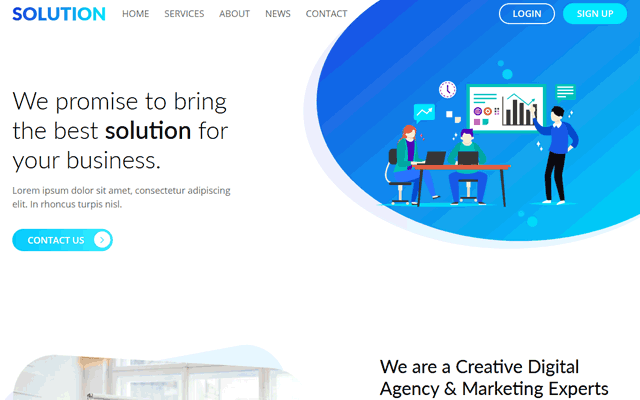 SOLUTION
HOME SERVICES ABOUT NEWS CONTACT
LOGIN SIGN UP
We promise to bring
the best solution for
your business.
Lorem ipsum dolor sit amet, consectetur adipiscing
elit. In rhoncus turpis nisl.
CONTACT US
We are a Creative Digital
Agency & Marketing Experts